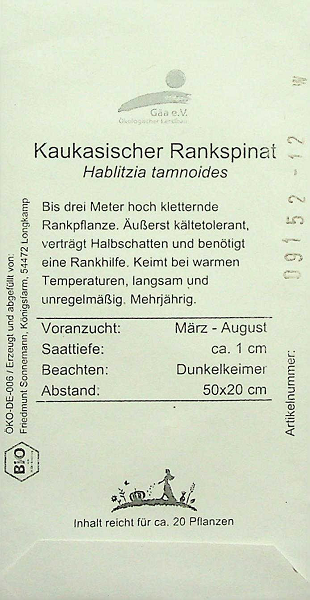 Gäa e.V.
Ökologischer Landbau
Kaukasischer Rankspinat
Hablitzia tamnoides
Bis drei Meter hoch kletternde
Rankpflanze. Äußerst kältetolerant,
verträgt Halbschatten und benötigt
eine Rankhilfe. Keimt bei warmen
Temperaturen, langsam und
unregelmäßig. Mehrjährig.
Voranzucht: März - August
Saattiefe: ca. 1 cm
Beachten: Dunkelkeimer
Abstand: 50x20 cm
Inhalt reicht für ca. 20 Pflanzen
ÖKO-DE-006 / Erzeugt und abgefüllt von:
Friedmunt Sonnemann, Königsfarm, 54472 Longkamp
BIO
Artikelnummer:
09152-12 W